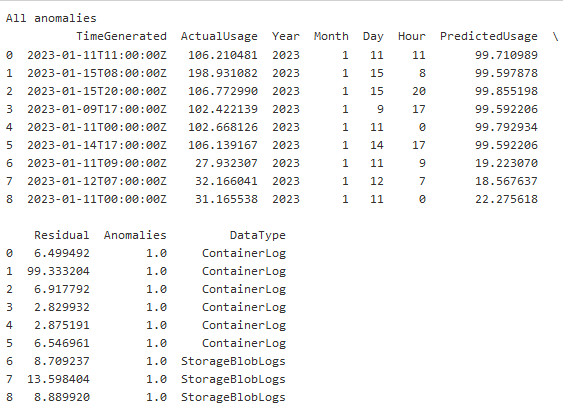 All anomalies
TimeGenerated ActualUsage Year Month Day Hour PredictedUsage \
0 2023-01-11T11:00:00Z 106.210481 2023 1 11 11 99.710989
1 2023-01-15T08:00:00Z 198.931082 2023 1 15 8 99.597878
2 2023-01-15T20:00:00Z 106.772990 2023 1 15 20 99.855198
3 2023-01-09T17:00:00Z 102.422139 2023 1 9 17 99.592206
4 2023-01-11T00:00:00Z 102.668126 2023 1 11 0 99.792934
5 2023-01-14T17:00:00Z 106.139167 2023 1 14 17 99.592206
6 2023-01-11T09:00:00Z 27.932307 2023 1 11 9 19.223070
7 2023-01-12T07:00:00Z 32.166041 2023 1 12 7 18.567637
8 2023-01-11T00:00:00Z 31.165538 2023 1 11 0 22.275618
Residual Anomalies DataType
0 6.499492 1.0 ContainerLog
1 99.333204 1.0 ContainerLog
2 6.917792 1.0 ContainerLog
3 2.829932 1.0 ContainerLog
4 2.875191 1.0 ContainerLog
5 6.546961 1.0 ContainerLog
6 8.709237 1.0 StorageBlobLogs
7 13.598404 1.0 StorageBlobLogs
8 8.889920 1.0 StorageBlobLogs